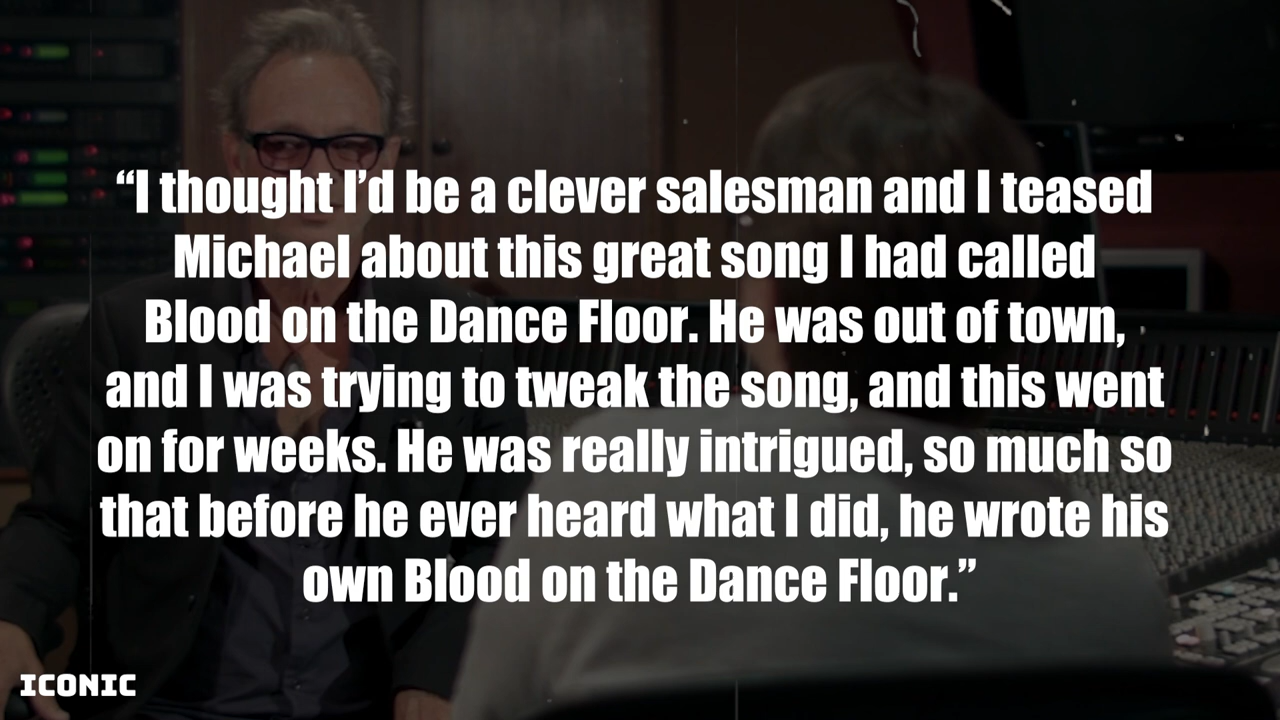 “I thought I’d be a clever salesman and I teased
Michael about this great song I had called
Blood on the Dance Floor. He was out of town,
and I was trying to tweak the song, and this went
on for weeks. He was really intrigued, so much so
that before he ever heard what I did, he wrote his
own Blood on the Dance Floor.”
ICONIC